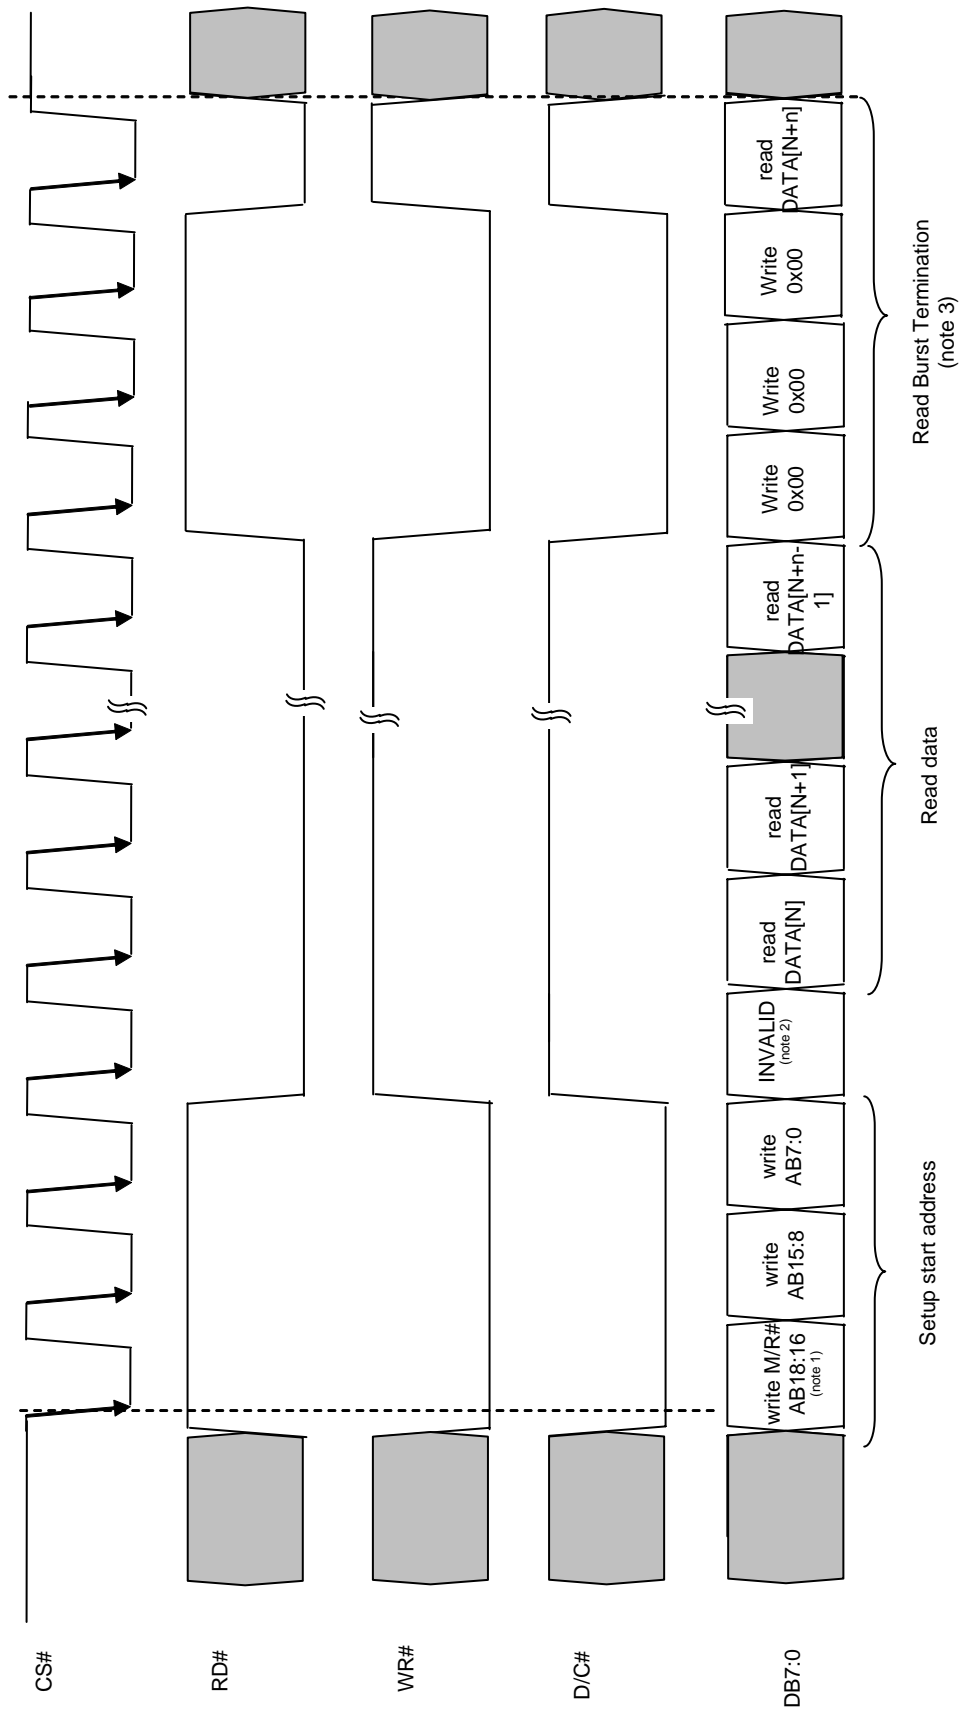 CS#
RD#
WR#
D/C#
DB7:0
write M/R#
AB18:16
(note 1)
write
AB15:8
write
AB7:0
INVALID
(note 2)
read
DATA[N]
read
DATA[N+1]
read
DATA[N+n-
1]
Write
0x00
Write
0x00
Write
0x00
read
DATA[N+n]
Setup start address
Read data
Read Burst Termination
(note 3)